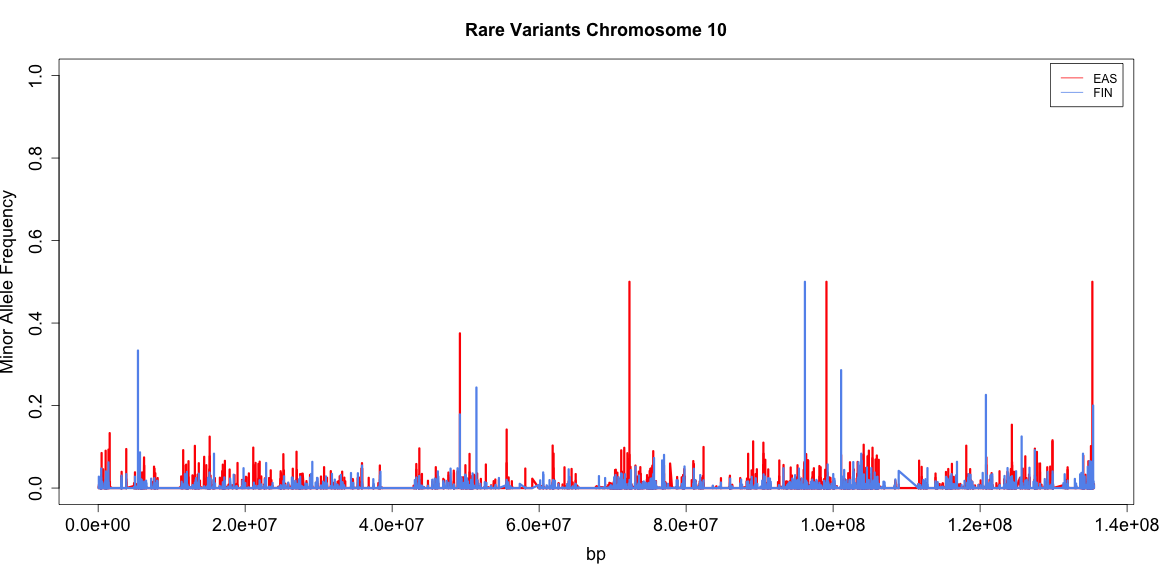 Rare Variants Chromosome 10
EAS
FIN
Minor Allele Frequency
1.0
0.8
0.6
0.4
0.2
0.0
0.0e+00 2.0e+07 4.0e+07 6.0e+07 8.0e+07 1.0e+08 1.2e+08 1.4e+08
bp